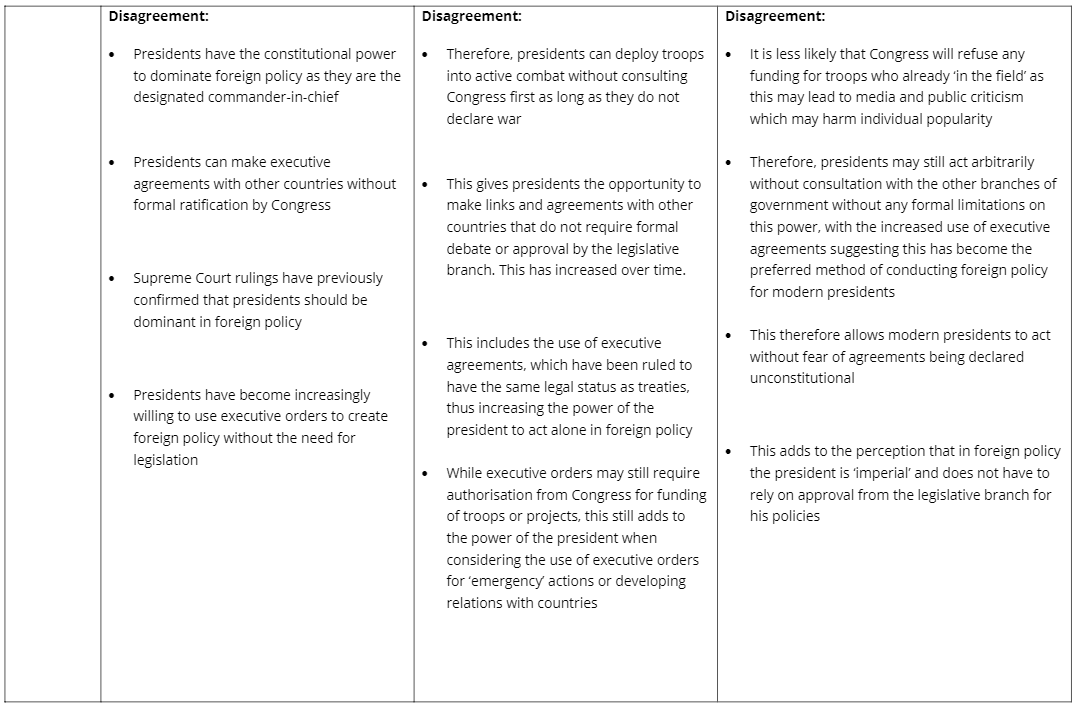 Disagreement:
• Presidents have the constitutional power
to dominate foreign policy as they are the
designated commander-in-chief
• Presidents can make executive
agreements with other countries without
formal ratification by Congress
• Supreme Court rulings have previously
confirmed that presidents should be
dominant in foreign policy
• Presidents have become increasingly
willing to use executive orders to create
foreign policy without the need for
legislation
Disagreement:
• Therefore, presidents can deploy troops
into active combat without consulting
Congress first as long as they do not
declare war
• This gives presidents the opportunity to
make links and agreements with other
countries that do not require formal
debate or approval by the legislative
branch. This has increased over time.
• This includes the use of executive
agreements, which have been ruled to
have the same legal status as treaties,
thus increasing the power of the
president to act alone in foreign policy
• While executive orders may still require
authorisation from Congress for funding
of troops or projects, this still adds to
the power of the president when
considering the use of executive orders
for ‘emergency’ actions or developing
relations with countries
Disagreement:
• It is less likely that Congress will refuse any
funding for troops who already ‘in the field’ as
this may lead to media and public criticism
which may harm individual popularity
• Therefore, presidents may still act arbitrarily
without consultation with the other branches of
government without any formal limitations on
this power, with the increased use of executive
agreements suggesting this has become the
preferred method of conducting foreign policy
for modern presidents
• This therefore allows modern presidents to act
without fear of agreements being declared
unconstitutional
• This adds to the perception that in foreign policy
the president is ‘imperial’ and does not have to
rely on approval from the legislative branch for
his policies